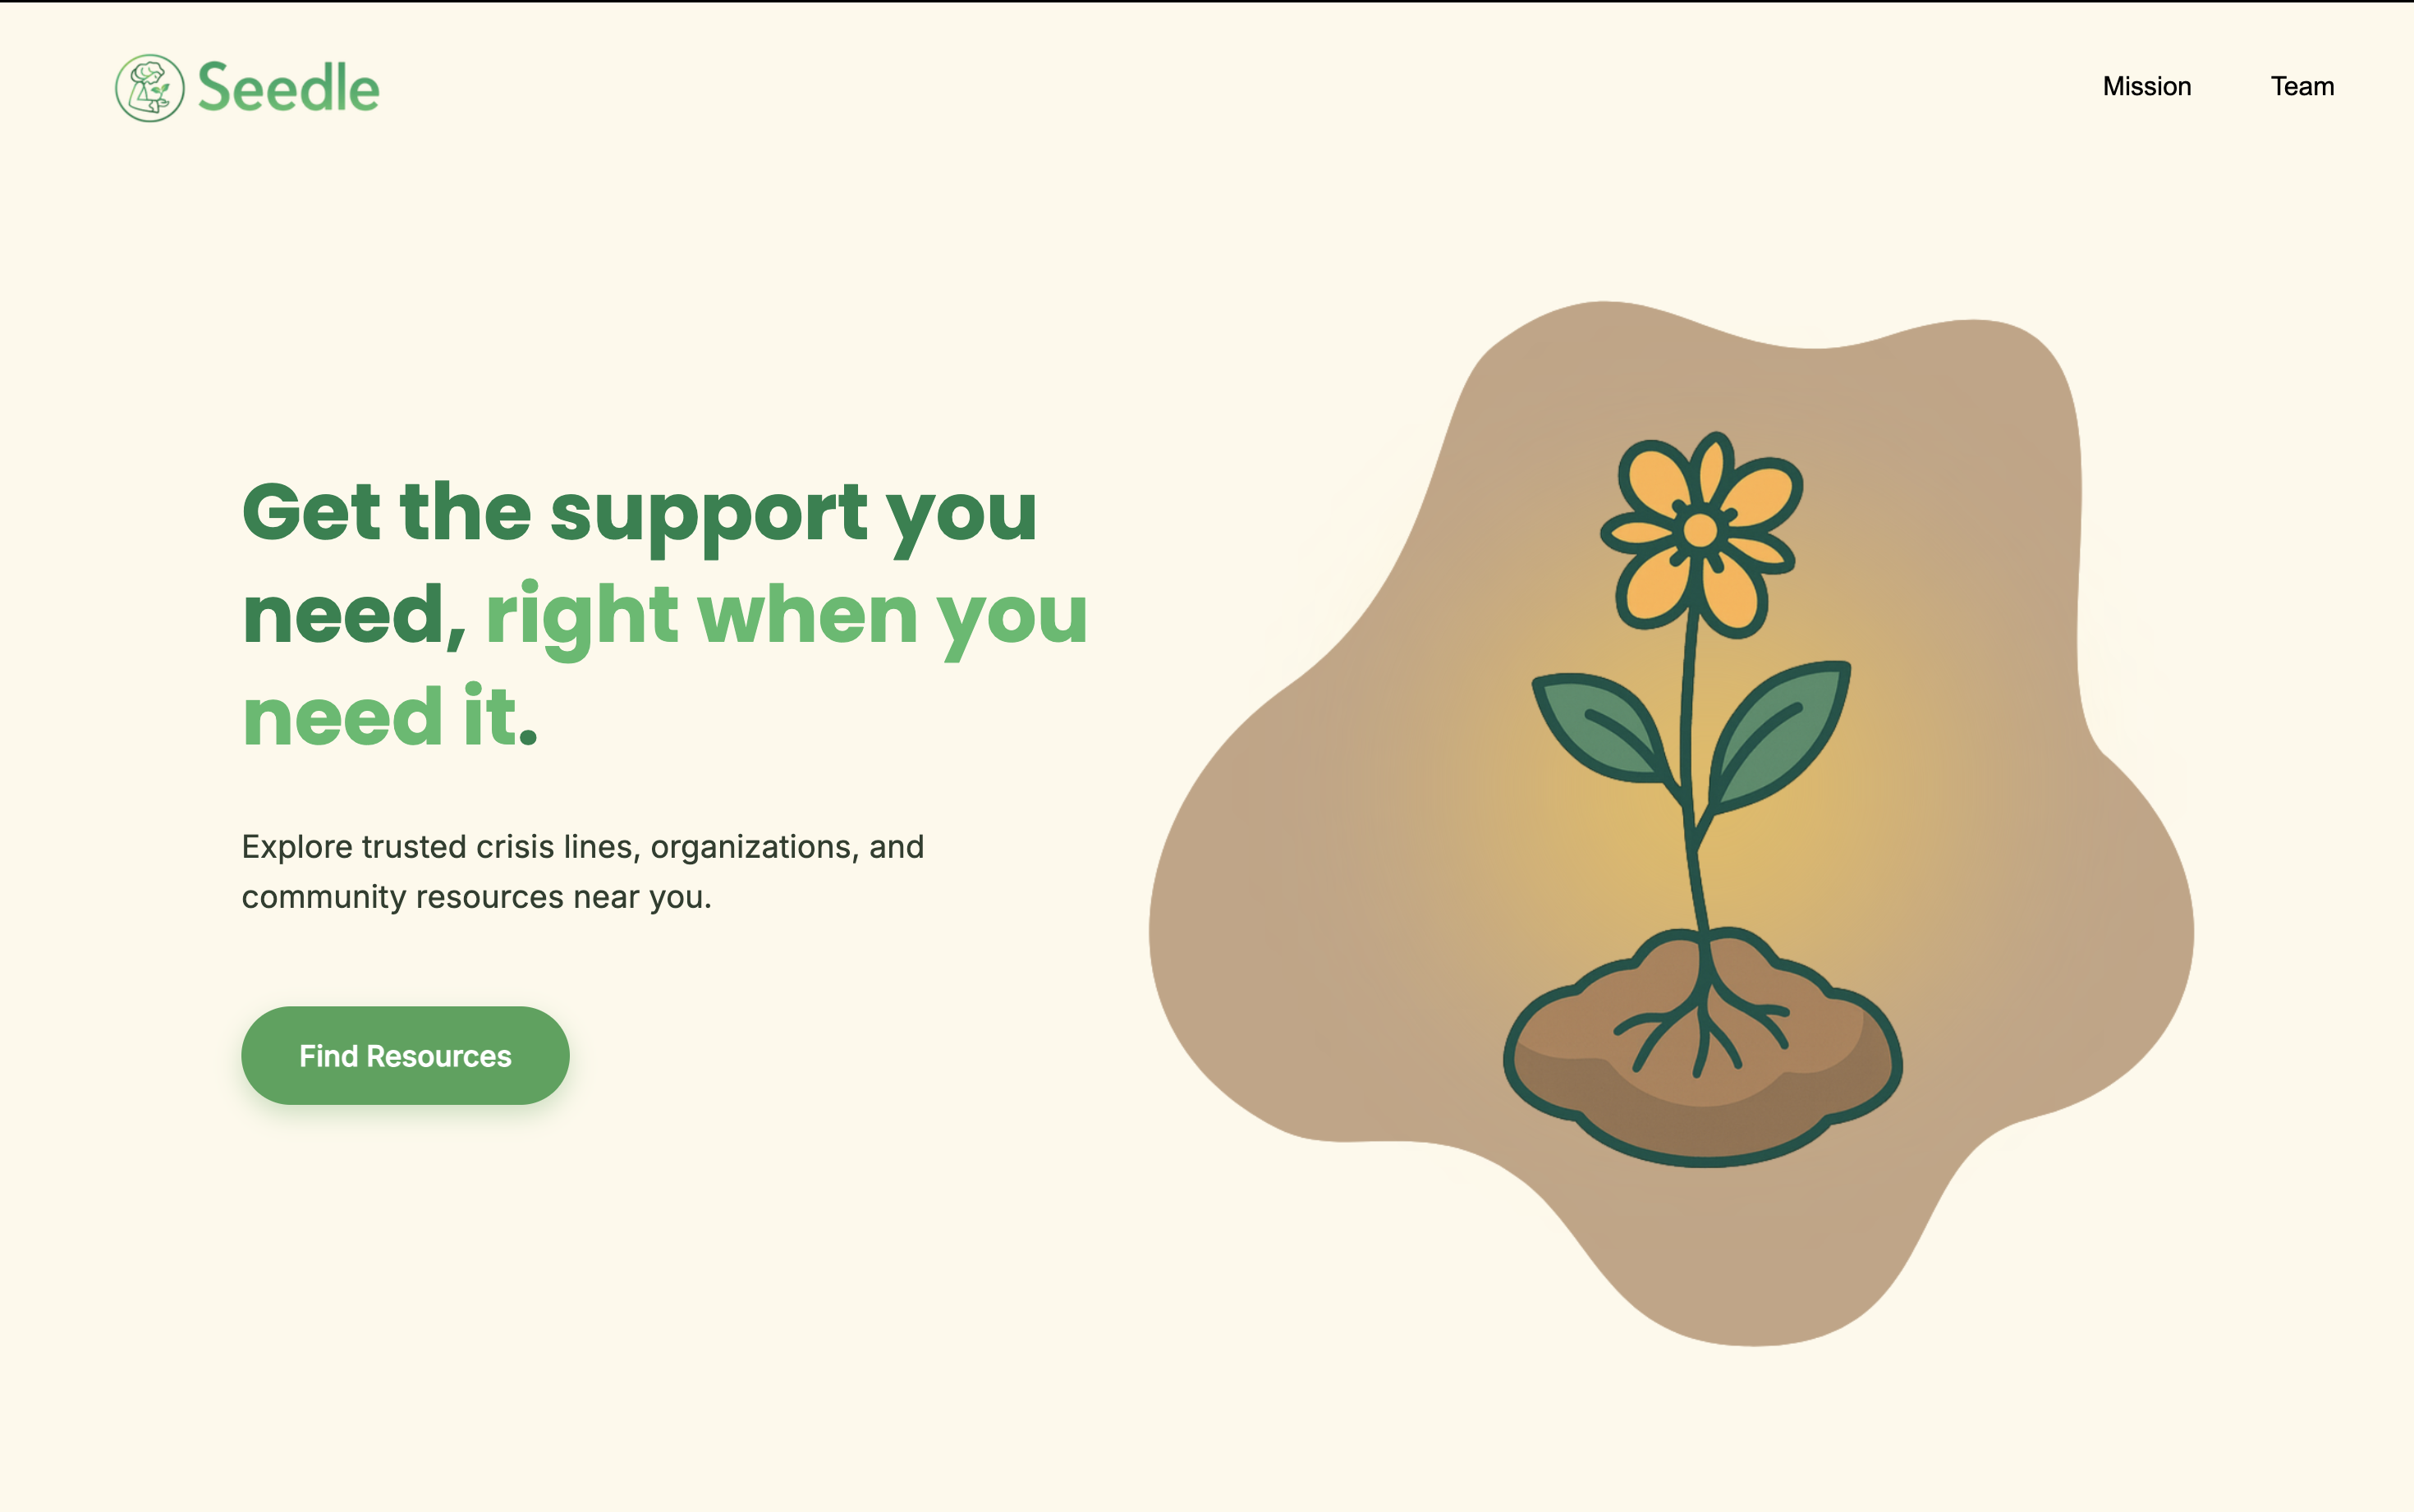 Seedle
Mission
Team
Get the support you
need, right when you
need it.
Explore trusted crisis lines, organizations, and
community resources near you.
Find Resources